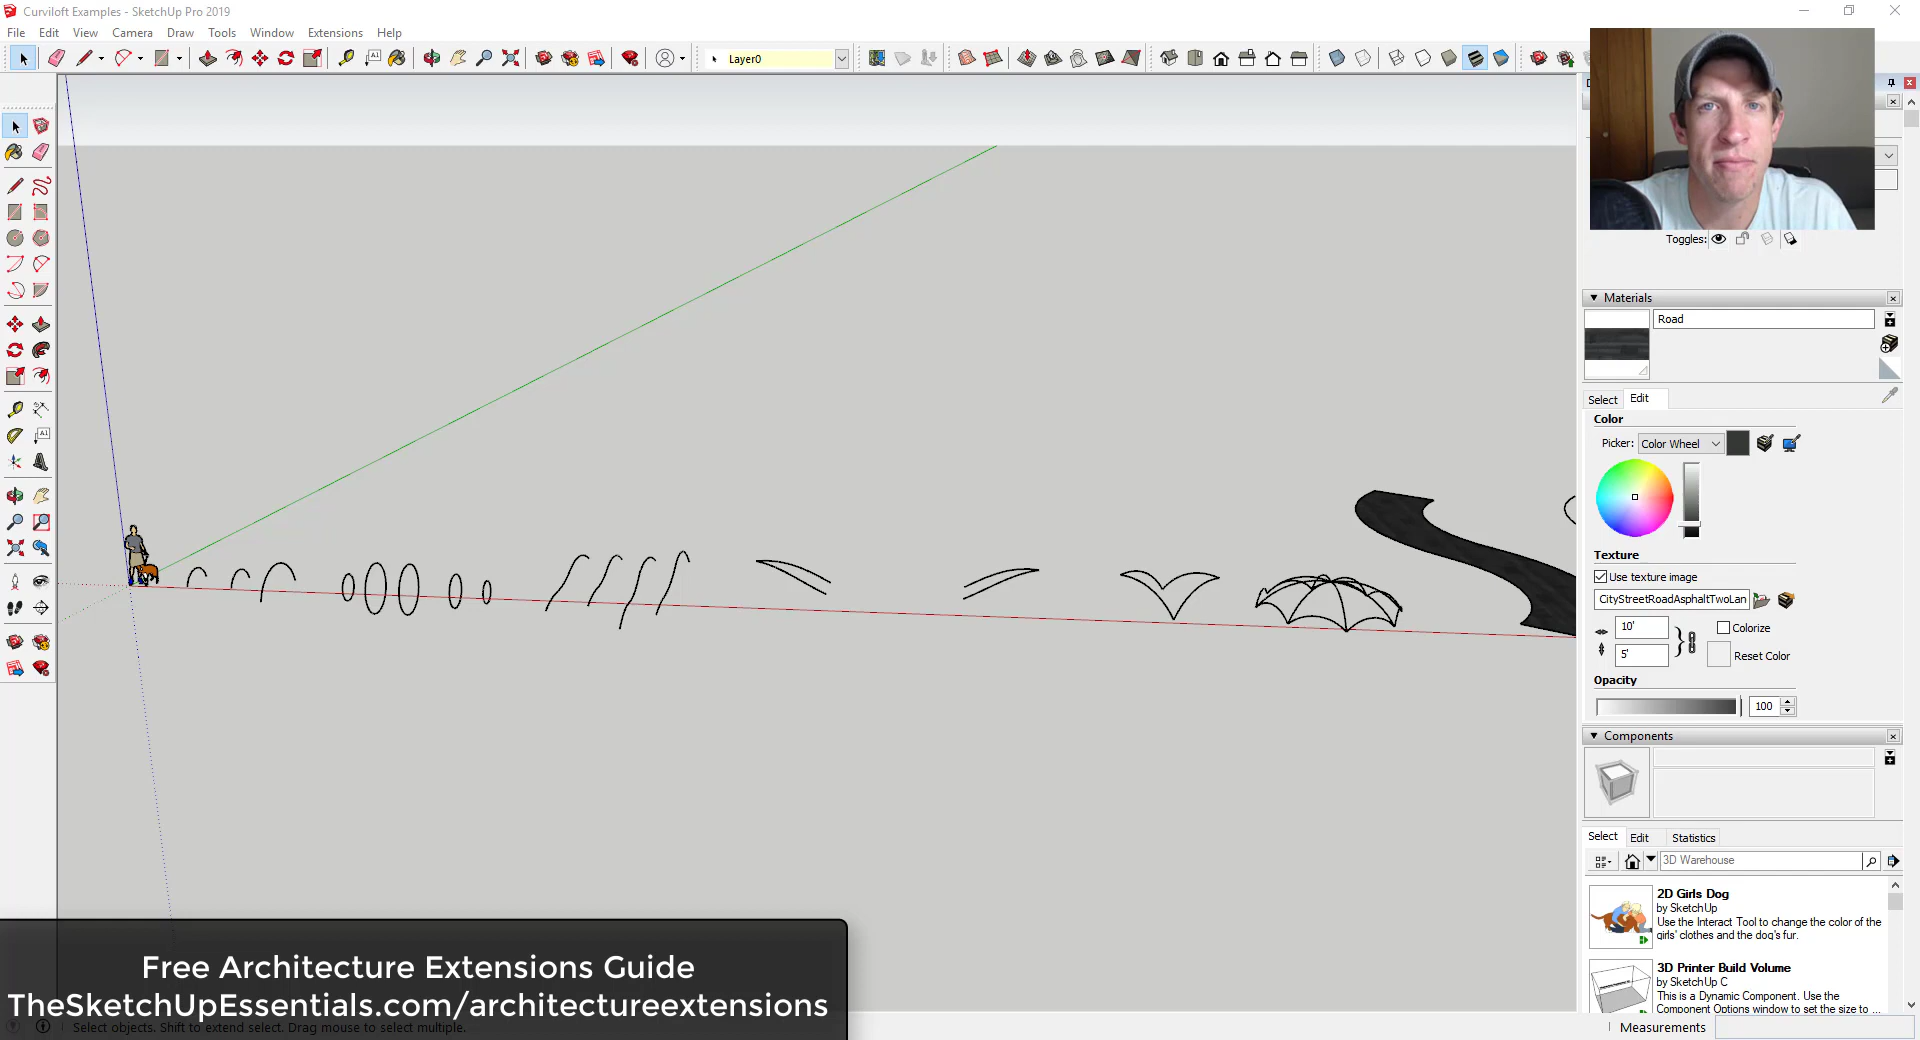 Curviloft Examples - SketchUp Pro 2019
File Edit View Camera Draw Tools Window Extensions Help
Layer0
Toggles:
Materials
Road
Select Edit
Color
Picker: Color Wheel
Texture
Use texture image
CityStreetRoadAsphaltTwoLan
10'
Colorize
5'
Reset Color
Opacity
100
Components
Select Edit Statistics
3D Warehouse
2D Girls Dog
by SketchUp
Use the Interact Tool to change the color of the
girls' clothes and the dog's fur.
3D Printer Build Volume
by SketchUp C
This is a Dynamic Component. Use the
Component Options window to set the size to ...
Free Architecture Extensions Guide
TheSketchUpEssentials.com/architectureextensions
Select objects. Shift to extend select. Drag mouse to select multiple.
Measurements